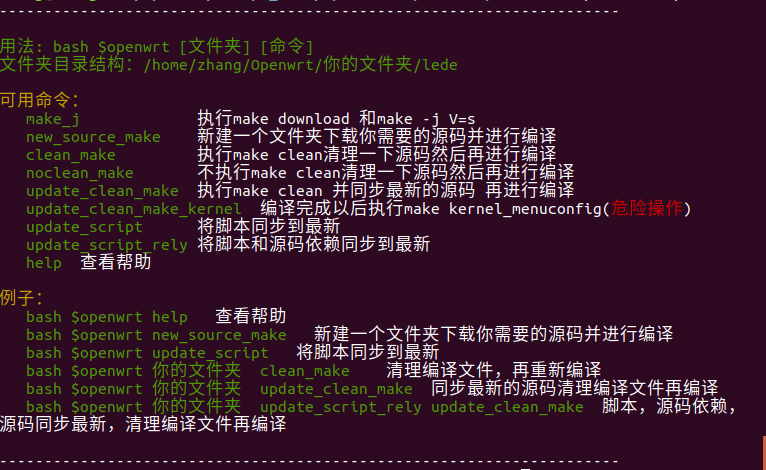 --------------------------------------------------------------------
用法: bash $openwrt [文件夹] [命令]
文件夹目录结构：/home/zhang/Openwrt/你的文件夹/lede
可用命令：
make_j 执行make download 和make -j V=s
new_source_make 新建一个文件夹下载你需要的源码并进行编译
clean_make 执行make clean清理一下源码然后再进行编译
noclean_make 不执行make clean清理一下源码然后再进行编译
update_clean_make 执行make clean 并同步最新的源码 再进行编译
update_clean_make_kernel 编译完成以后执行make kernel_menuconfig(危险操作)
update_script 将脚本同步到最新
update_script_rely 将脚本和源码依赖同步到最新
help 查看帮助
例子：
bash $openwrt help 查看帮助
bash $openwrt new_source_make 新建一个文件夹下载你需要的源码并进行编译
bash $openwrt update_script 将脚本同步到最新
bash $openwrt 你的文件夹 clean_make 清理编译文件，再重新编译
bash $openwrt 你的文件夹 update_clean_make 同步最新的源码清理编译文件再编译
bash $openwrt 你的文件夹 update_script_rely update_clean_make 脚本，源码依赖，
源码同步最新，清理编译文件再编译
--------------------------------------------------------------------